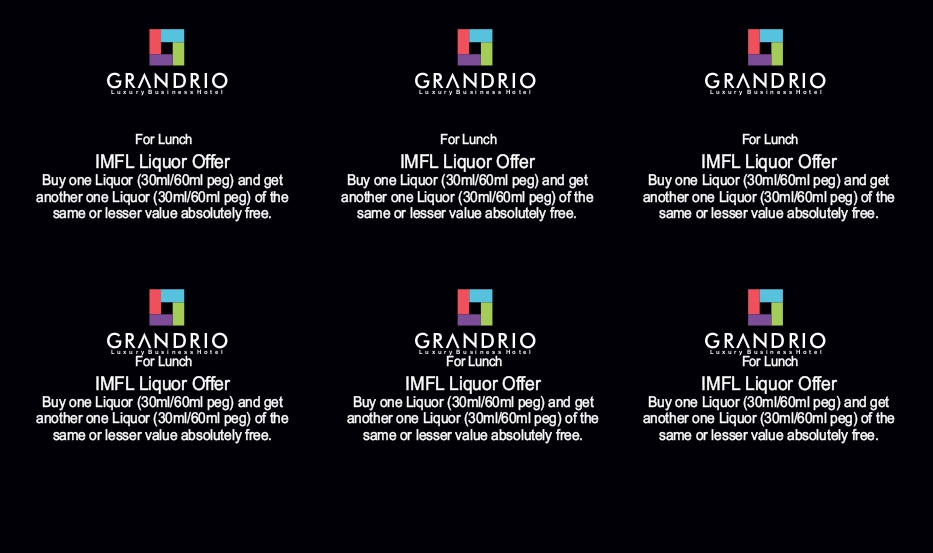 GRANDRIO
Luxury Business Hotel
For Lunch
IMFL Liquor Offer
Buy one Liquor (30ml/60ml peg) and get
another one Liquor (30ml/60ml peg) of the
same or lesser value absolutely free.
GRANDRIO
Luxury Business Hotel
For Lunch
IMFL Liquor Offer
Buy one Liquor (30ml/60ml peg) and get
another one Liquor (30ml/60ml peg) of the
same or lesser value absolutely free.
GRANDRIO
Luxury Business Hotel
For Lunch
IMFL Liquor Offer
Buy one Liquor (30ml/60ml peg) and get
another one Liquor (30ml/60ml peg) of the
same or lesser value absolutely free.
GRANDRIO
Luxury Business Hotel
For Lunch
IMFL Liquor Offer
Buy one Liquor (30ml/60ml peg) and get
another one Liquor (30ml/60ml peg) of the
same or lesser value absolutely free.
GRANDRIO
Luxury Business Hotel
For Lunch
IMFL Liquor Offer
Buy one Liquor (30ml/60ml peg) and get
another one Liquor (30ml/60ml peg) of the
same or lesser value absolutely free.
GRANDRIO
Luxury Business Hotel
For Lunch
IMFL Liquor Offer
Buy one Liquor (30ml/60ml peg) and get
another one Liquor (30ml/60ml peg) of the
same or lesser value absolutely free.